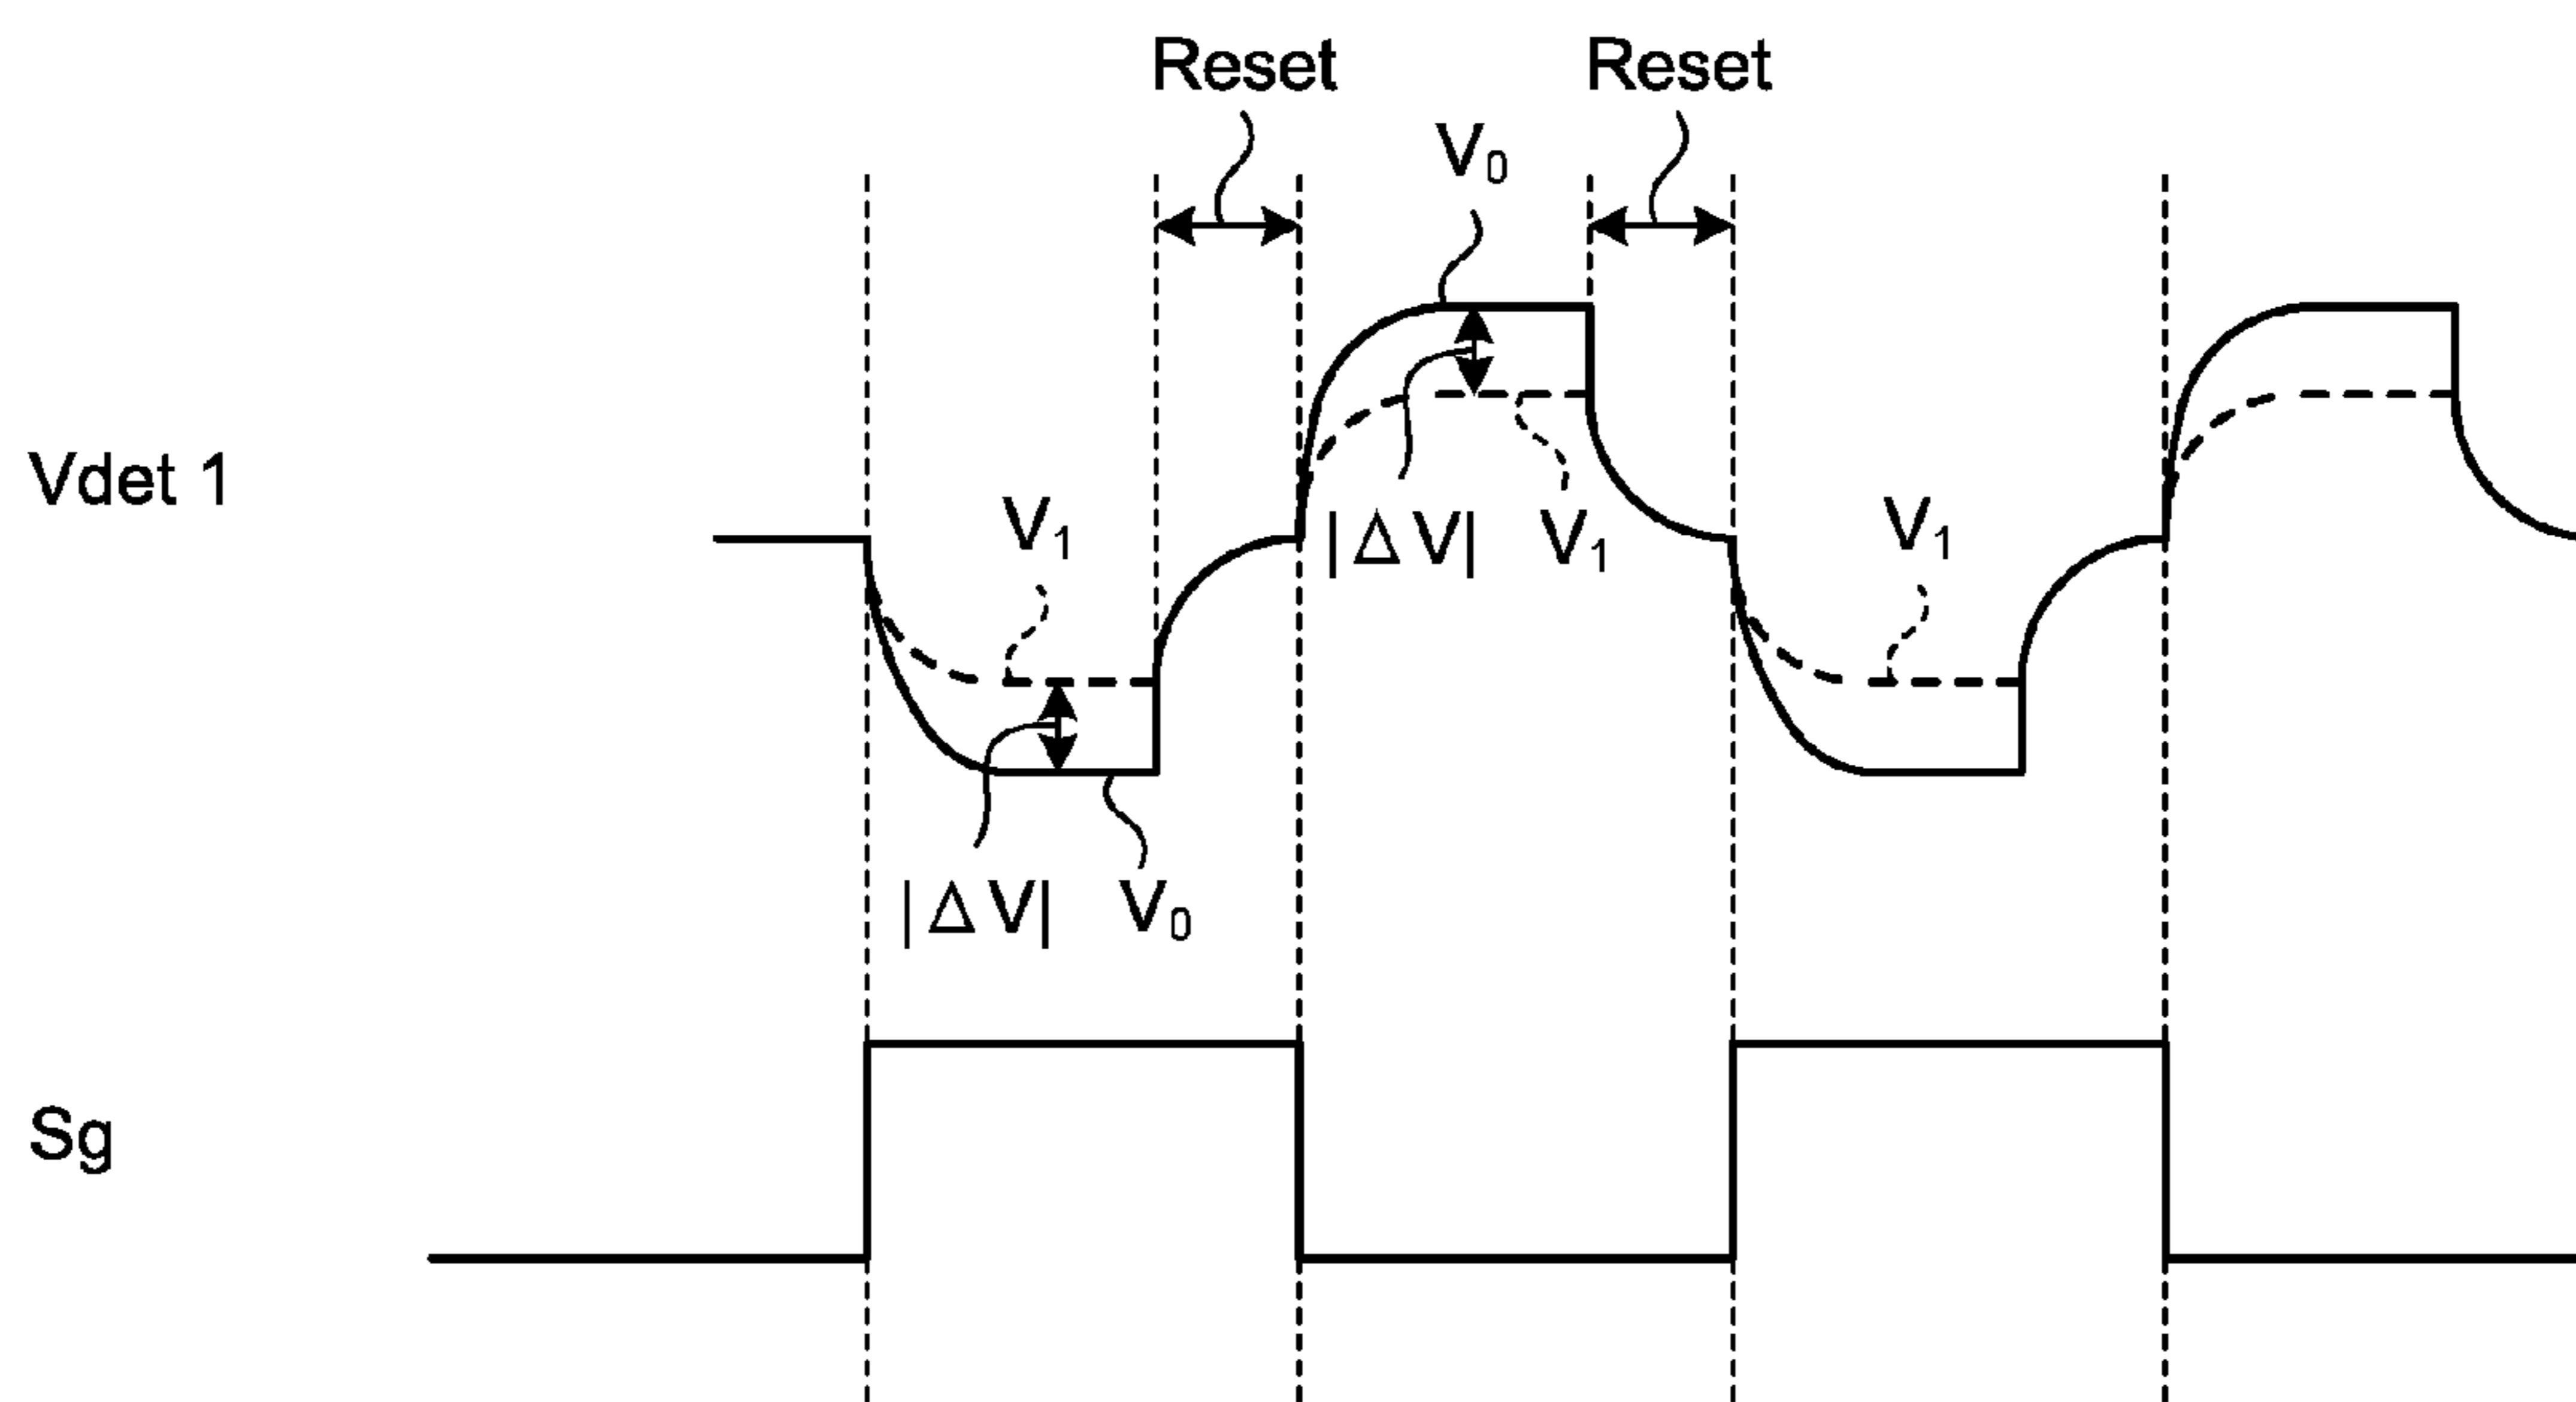 Reset Reset
V₀
Vdet 1
V₁ |ΔV| V₁ V₁
|ΔV| V₀
Sg